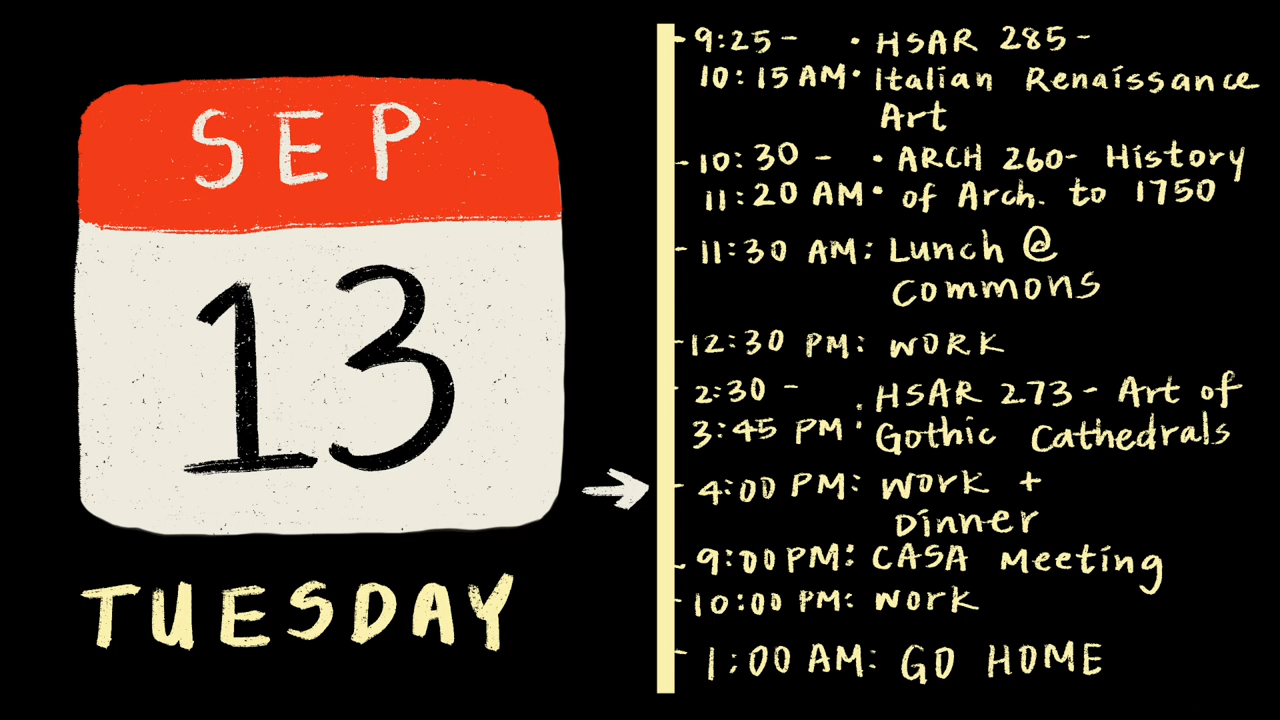 SEP
13
TUESDAY
9:25- • HSAR 285-
10:15 AM • Italian Renaissance
Art
10:30 - • ARCH 260- History
11:20 AM • of Arch. to 1750
11:30 AM: Lunch @
Commons
12:30 PM: WORK
2:30 - . HSAR 273- Art of
3:45 PM • Gothic Cathedrals
4:00 PM: Work +
Dinner
9:00 PM: CASA Meeting
10:00 PM: Work
1:00 AM: GO HOME